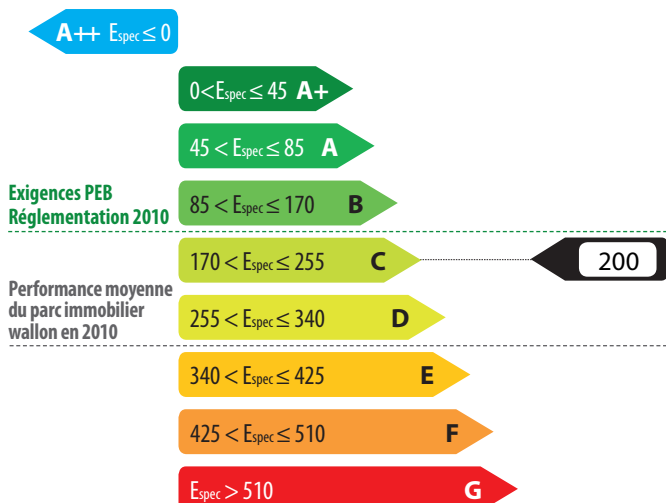 A++ Espec ≤ 0
0<Espec ≤ 45 A+
45 < Espec ≤ 85 A
Exigences PEB
Réglementation 2010
85 < Espec ≤ 170 B
170 < Espec ≤ 255 C
200
Performance moyenne
du parc immobilier
wallon en 2010
255 < Espec ≤ 340 D
340 < Espec ≤ 425 E
425 < Espec ≤ 510 F
Espec > 510 G